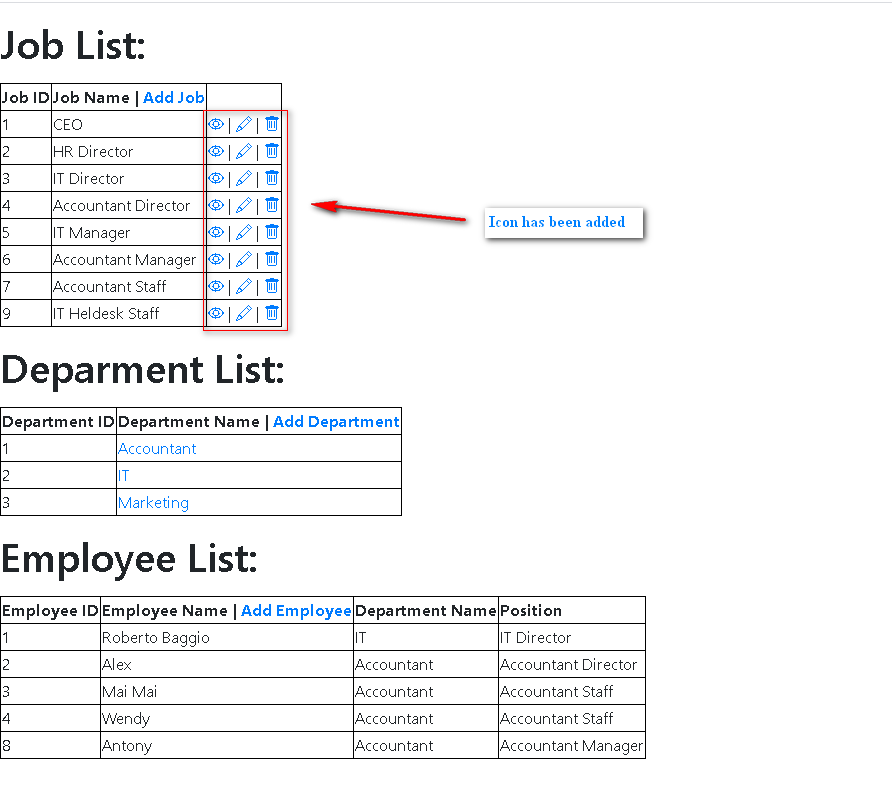 Job List:
Job ID Job Name | Add Job
1 CEO | |
2 HR Director | |
3 IT Director | |
4 Accountant Director | |
Icon has been added
5 IT Manager | |
6 Accountant Manager | |
7 Accountant Staff | |
9 IT Heldesk Staff | |
Deparment List:
Department ID Department Name | Add Department
1 Accountant
2 IT
3 Marketing
Employee List:
Employee ID Employee Name | Add Employee Department Name Position
1 Roberto Baggio IT IT Director
2 Alex Accountant Accountant Director
3 Mai Mai Accountant Accountant Staff
4 Wendy Accountant Accountant Staff
8 Antony Accountant Accountant Manager